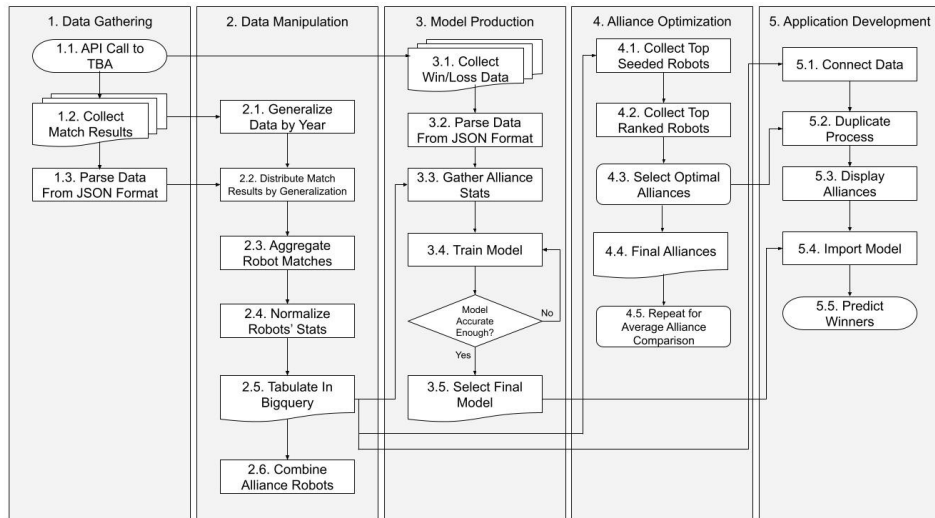 1. Data Gathering
1.1. API Call to
TBA
1.2. Collect
Match Results
1.3. Parse Data
From JSON Format
2. Data Manipulation
2.1. Generalize
Data by Year
2.2. Distribute Match
Results by Generalization
2.3. Aggregate
Robot Matches
2.4. Normalize
Robots' Stats
2.5. Tabulate In
Bigquery
2.6. Combine
Alliance Robots
3. Model Production
3.1. Collect
Win/Loss Data
3.2. Parse Data
From JSON Format
3.3. Gather Alliance
Stats
3.4. Train Model
Model
Accurate
Enough?
No
Yes
3.5. Select Final
Model
4. Alliance Optimization
4.1. Collect Top
Seeded Robots
4.2. Collect Top
Ranked Robots
4.3. Select Optimal
Alliances
4.4. Final Alliances
4.5. Repeat for
Average Alliance
Comparison
5. Application Development
5.1. Connect Data
5.2. Duplicate
Process
5.3. Display
Alliances
5.4. Import Model
5.5. Predict
Winners